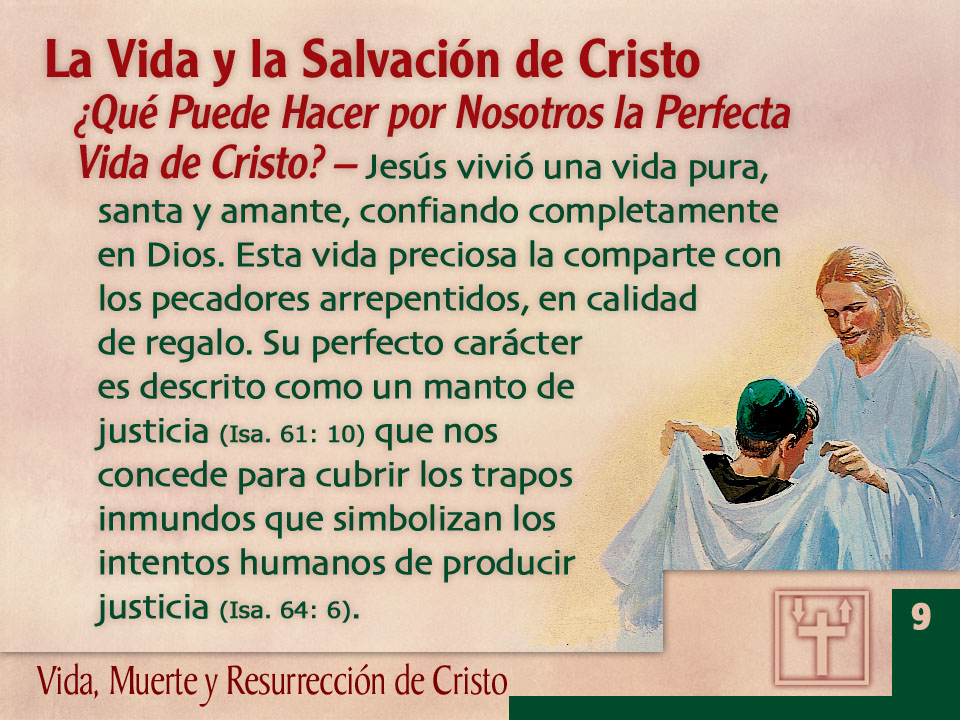 La Vida y la Salvación de Cristo
¿Qué Puede Hacer por Nosotros la Perfecta
Vida de Cristo? – Jesús vivió una vida pura,
santa y amante, confiando completamente
en Dios. Esta vida preciosa la comparte con
los pecadores arrepentidos, en calidad
de regalo. Su perfecto carácter
es descrito como un manto de
justicia (Isa. 61: 10) que nos
concede para cubrir los trapos
inmundos que simbolizan los
intentos humanos de producir
justicia (Isa. 64: 6).
9
Vida, Muerte y Resurrección de Cristo